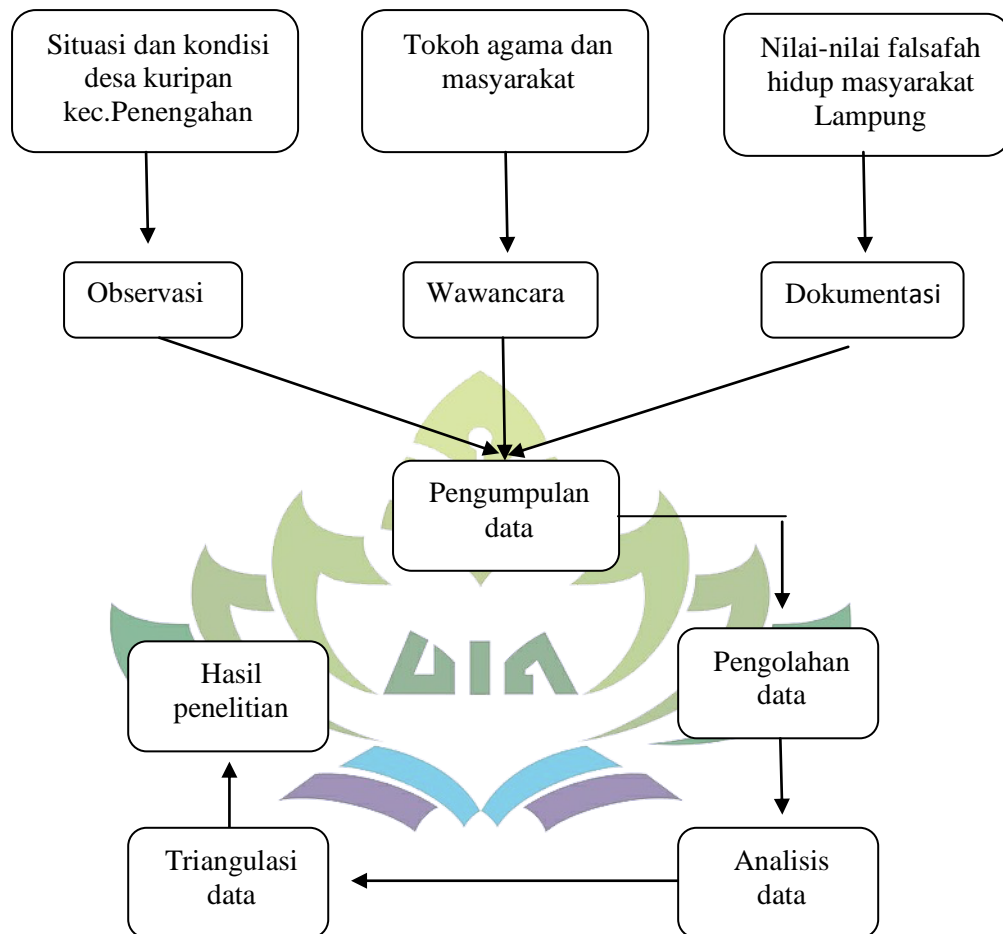 Situasi dan kondisi
desa kuripan
kec.Penengahan
Tokoh agama dan
masyarakat
Nilai-nilai falsafah
hidup masyarakat
Lampung
Observasi
Wawancara
Dokumentasi
Pengumpulan
data
Pengolahan
data
Hasil
penelitian
UIN
Triangulasi
data
Analisis
data